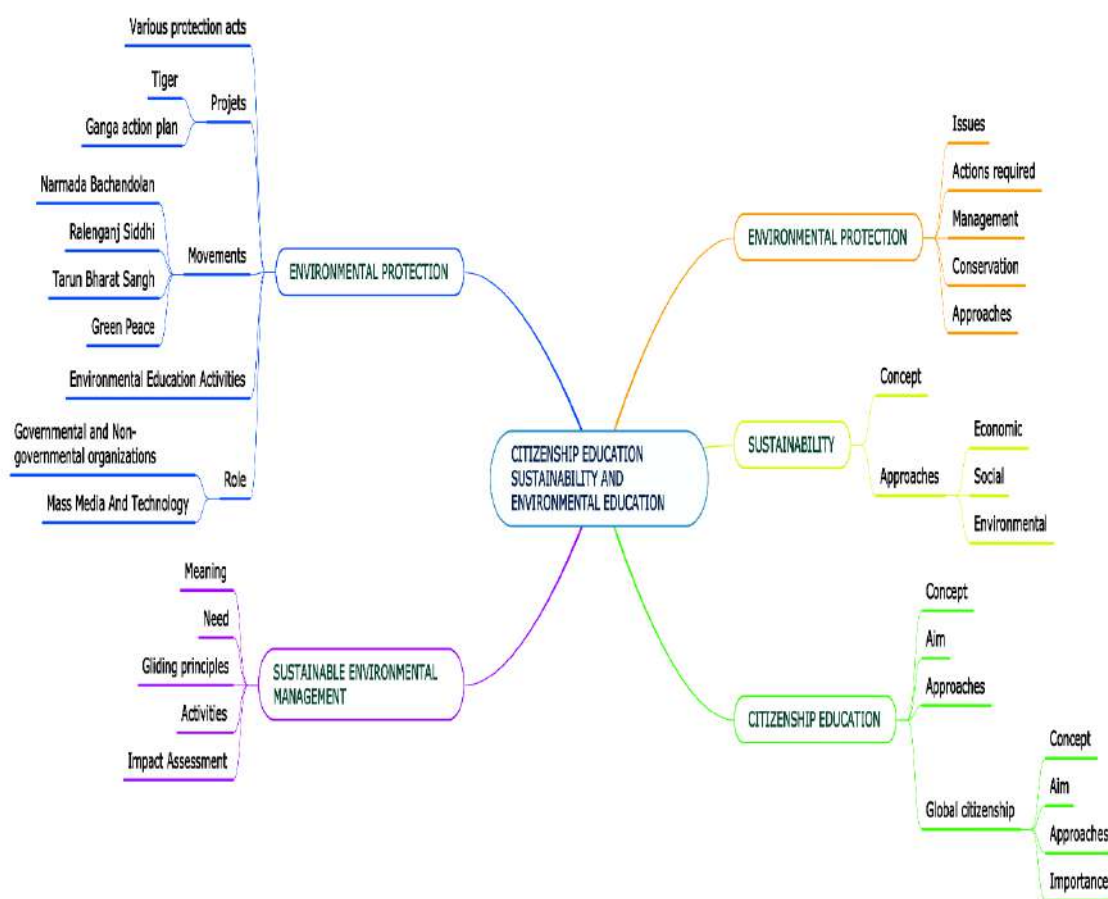 CITIZENSHIP EDUCATION
SUSTAINABILITY AND
ENVIRONMENTAL EDUCATION
ENVIRONMENTAL PROTECTION
Issues
Actions required
Management
Conservation
Approaches
SUSTAINABILITY
Concept
Approaches
Economic
Social
Environmental
CITIZENSHIP EDUCATION
Concept
Aim
Approaches
Global citizenship
Concept
Aim
Approaches
Importance
ENVIRONMENTAL PROTECTION
Various protection acts
Projets
Tiger
Ganga action plan
Movements
Narmada Bachandolan
Ralenganj Siddhi
Tarun Bharat Sangh
Green Peace
Environmental Education Activities
Role
Governmental and Non-
governmental organizations
Mass Media And Technology
SUSTAINABLE ENVIRONMENTAL
MANAGEMENT
Meaning
Need
Gliding principles
Activities
Impact Assessment